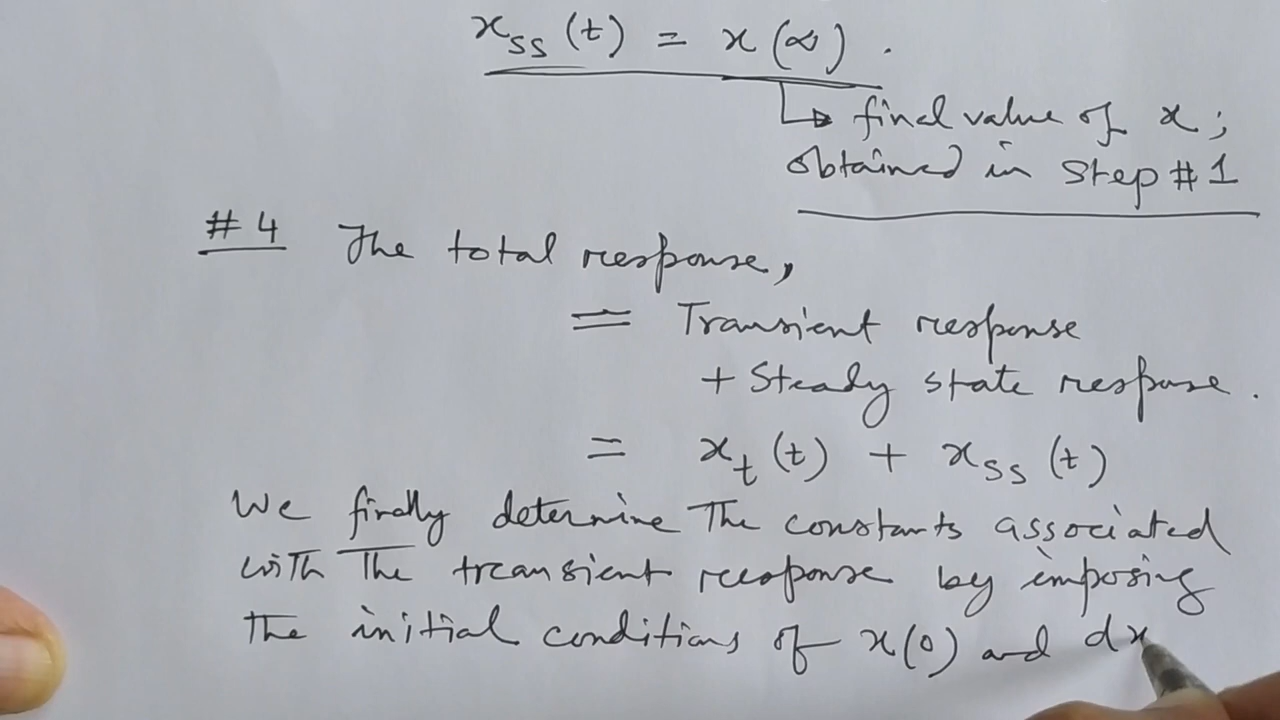 x_ss (t) = x(∞) .
↳ final value of x;
obtained in Step #1
#4 The total response,
= Transient response
+ Steady state response.
= x_t (t) + x_ss (t)
We finally determine the constants associated
with the transient response by imposing
the initial conditions of x(0) and dx